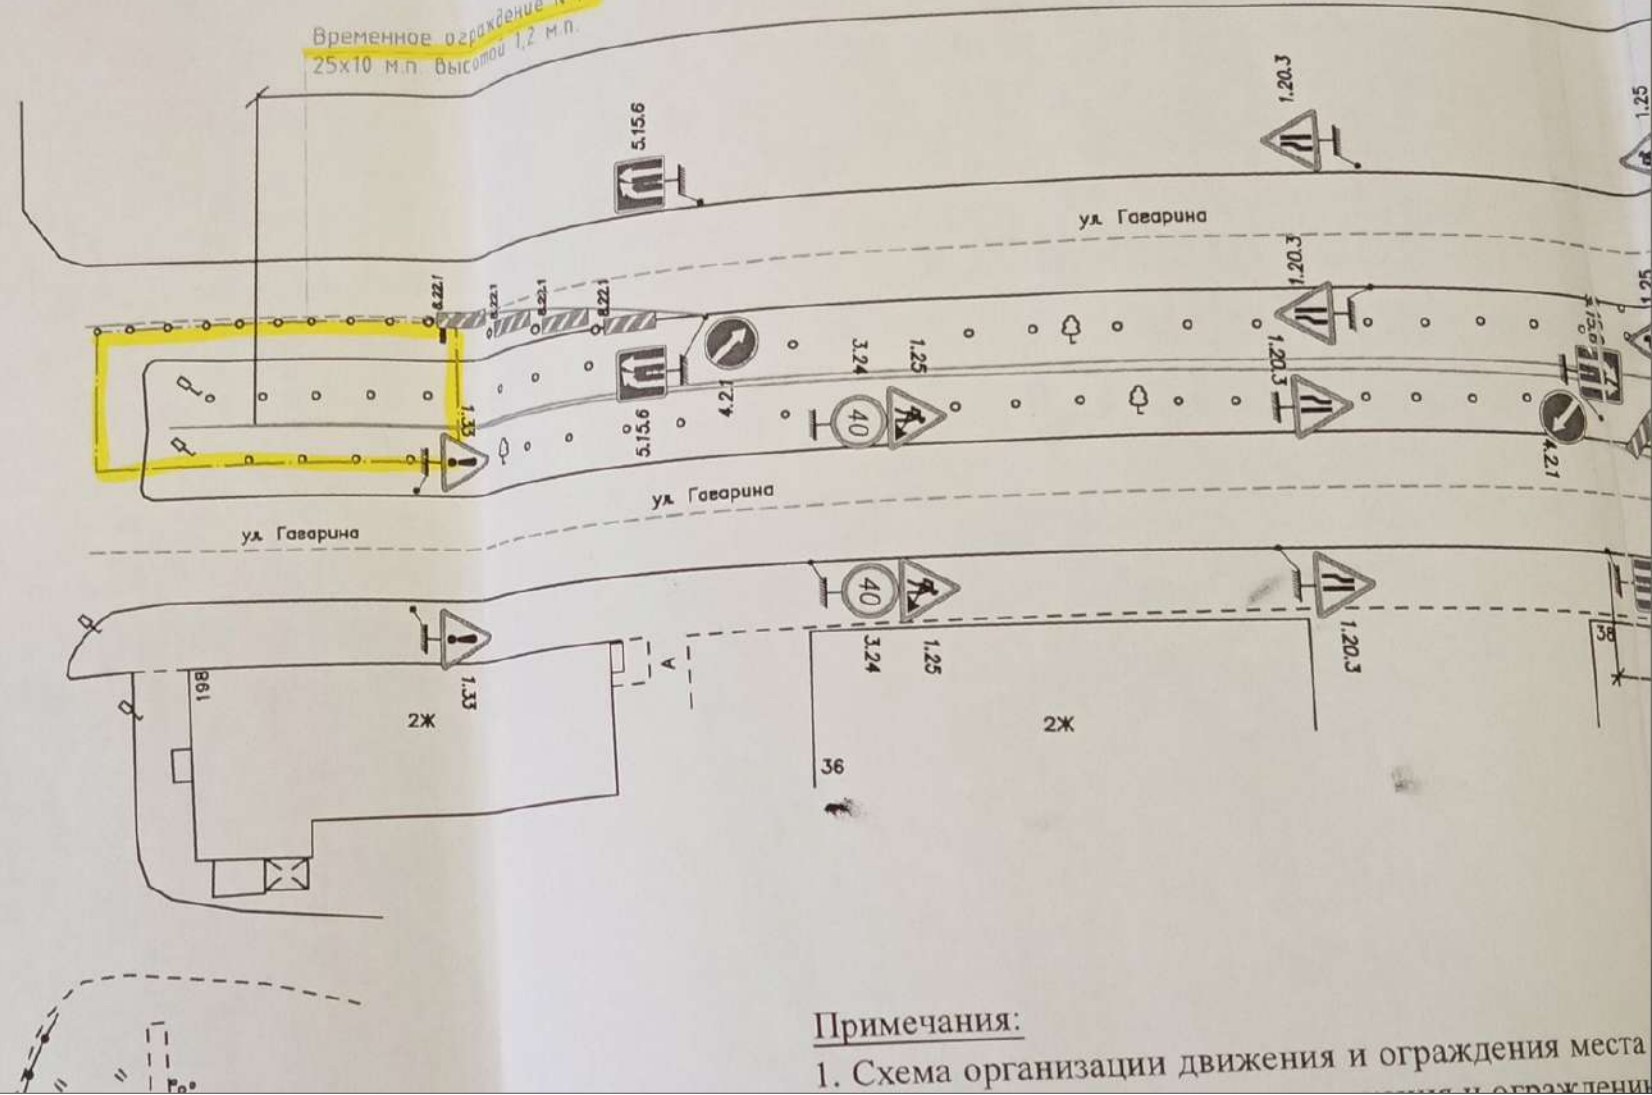 Временное ограждение
25х10 м.п. Высотой 1,2 м.п.
1.20.3
1.25
5.15.6
ул Гагарина
1.20.3
1.25
8.22.1
8.22.1
8.22.1
8.22.1
3.24
1.25
1.20.3
4.2.1
5.15.6
1.33
40
4.2.1
ул Гагарина
ул Гагарина
40
3.24
1.25
1.20.3
38
А
198
1.33
2Ж
2Ж
36
Примечания:
1. Схема организации движения и ограждения места